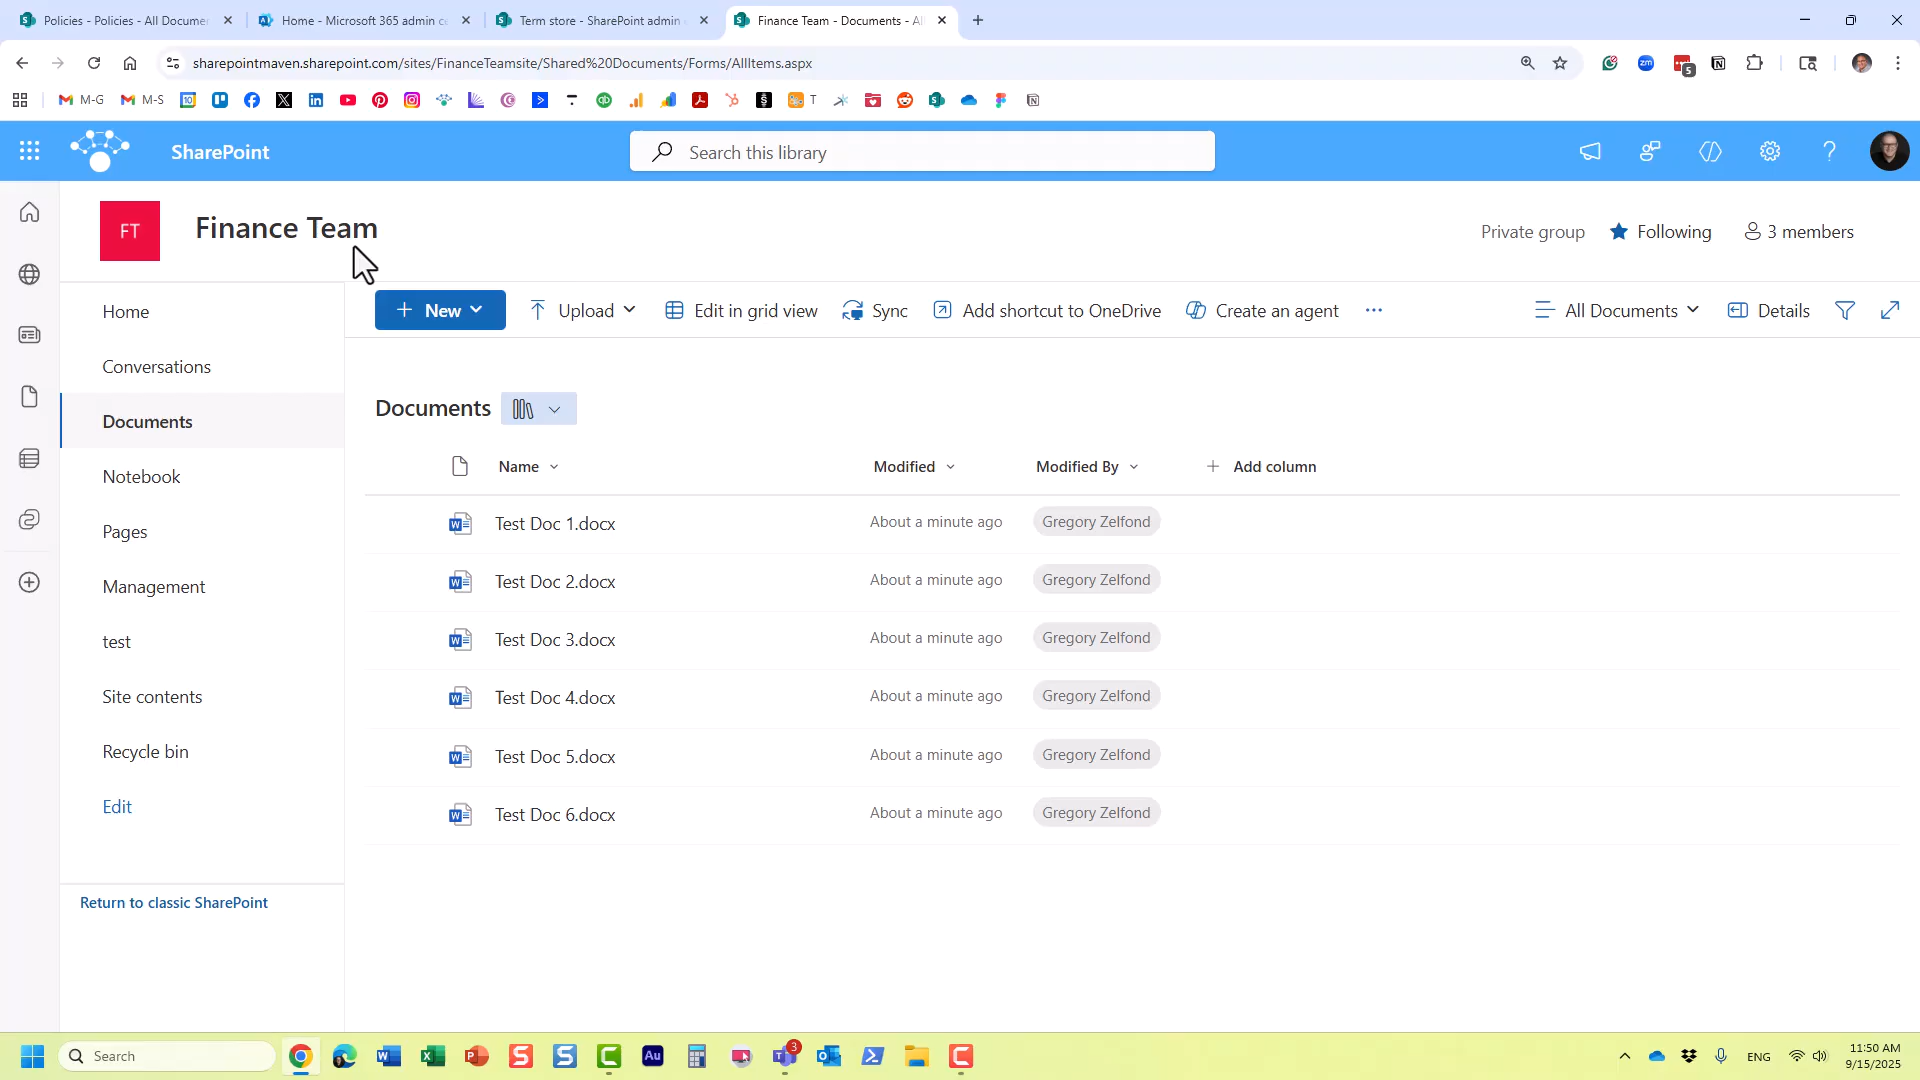 Policies - Policies - All Documer
Home - Microsoft 365 admin ce
Term store - SharePoint admin
Finance Team - Documents - Al
sharepointmaven.sharepoint.com/sites/FinanceTeamsite/Shared%20Documents/Forms/AllItems.aspx
M-G
M-S
T
SharePoint
Search this library
FT
Finance Team
Private group
Following
3 members
Home
Conversations
Documents
Notebook
Pages
Management
test
Site contents
Recycle bin
Edit
Return to classic SharePoint
New
Upload
Edit in grid view
Sync
Add shortcut to OneDrive
Create an agent
All Documents
Details
Documents
Name Modified Modified By Add column
Test Doc 1.docx About a minute ago Gregory Zelfond
Test Doc 2.docx About a minute ago Gregory Zelfond
Test Doc 3.docx About a minute ago Gregory Zelfond
Test Doc 4.docx About a minute ago Gregory Zelfond
Test Doc 5.docx About a minute ago Gregory Zelfond
Test Doc 6.docx About a minute ago Gregory Zelfond
Search
3
ENG
11:50 AM
9/15/2025